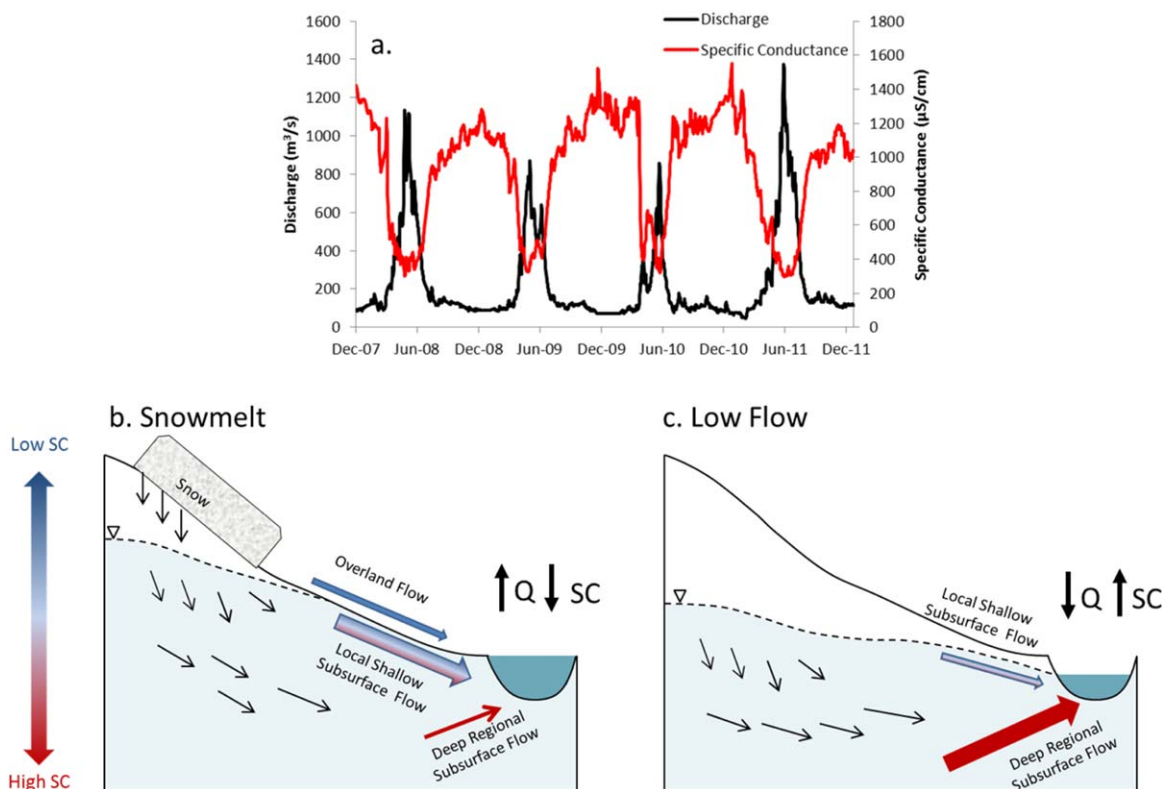 a.
Discharge
Specific Conductance
1600
1400
1200
1000
800
600
400
200
0
Discharge (m³/s)
1800
1600
1400
1200
1000
800
600
400
200
0
Specific Conductance (µS/cm)
Dec-07 Jun-08 Dec-08 Jun-09 Dec-09 Jun-10 Dec-10 Jun-11 Dec-11
b. Snowmelt
Low SC
High SC
Snow
Overland Flow
Local Shallow
Subsurface Flow
Deep Regional
Subsurface Flow
Q SC
c. Low Flow
Local Shallow
Subsurface Flow
Deep Regional
Subsurface Flow
Q SC